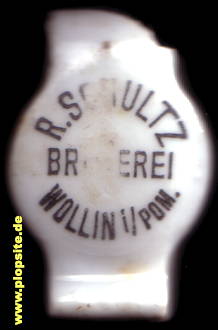 R. SCHULTZ
BRAUEREI
WOLLIN i/POM.
www.plopsite.de